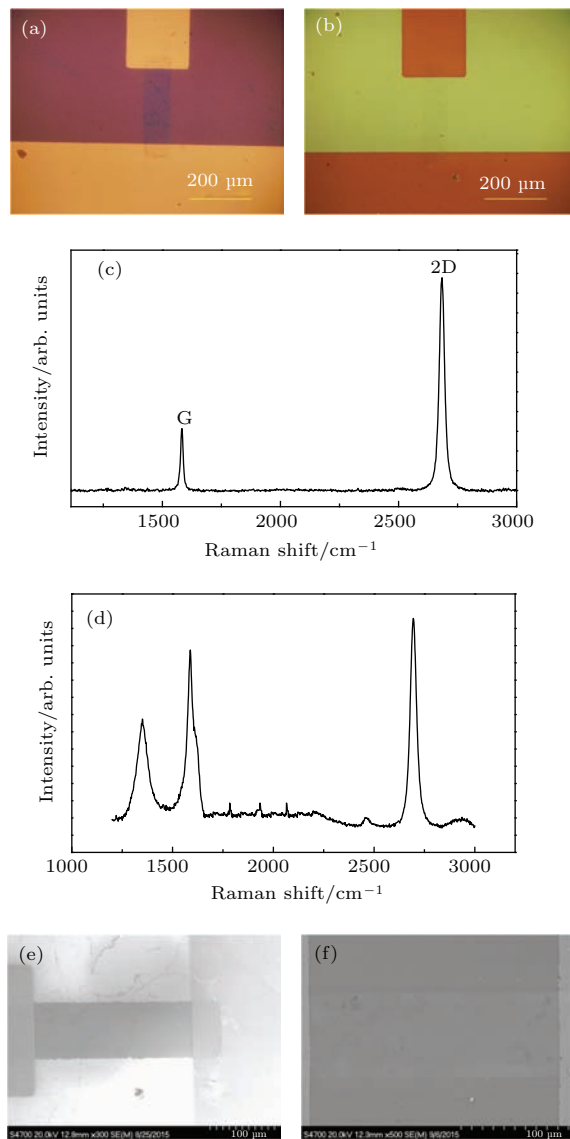 (a)
200 µm
(b)
200 µm
(c)
2D
G
Intensity/arb. units
1500
2000
2500
3000
Raman shift/cm⁻¹
(d)
Intensity/arb. units
1000
1500
2000
2500
3000
Raman shift/cm⁻¹
(e)
S4700 20.0kV 12.9mm x300 SE(M) 8/25/2015
100 µm
(f)
S4700 20.0kV 12.3mm x500 SE(M) 9/6/2015
100 µm